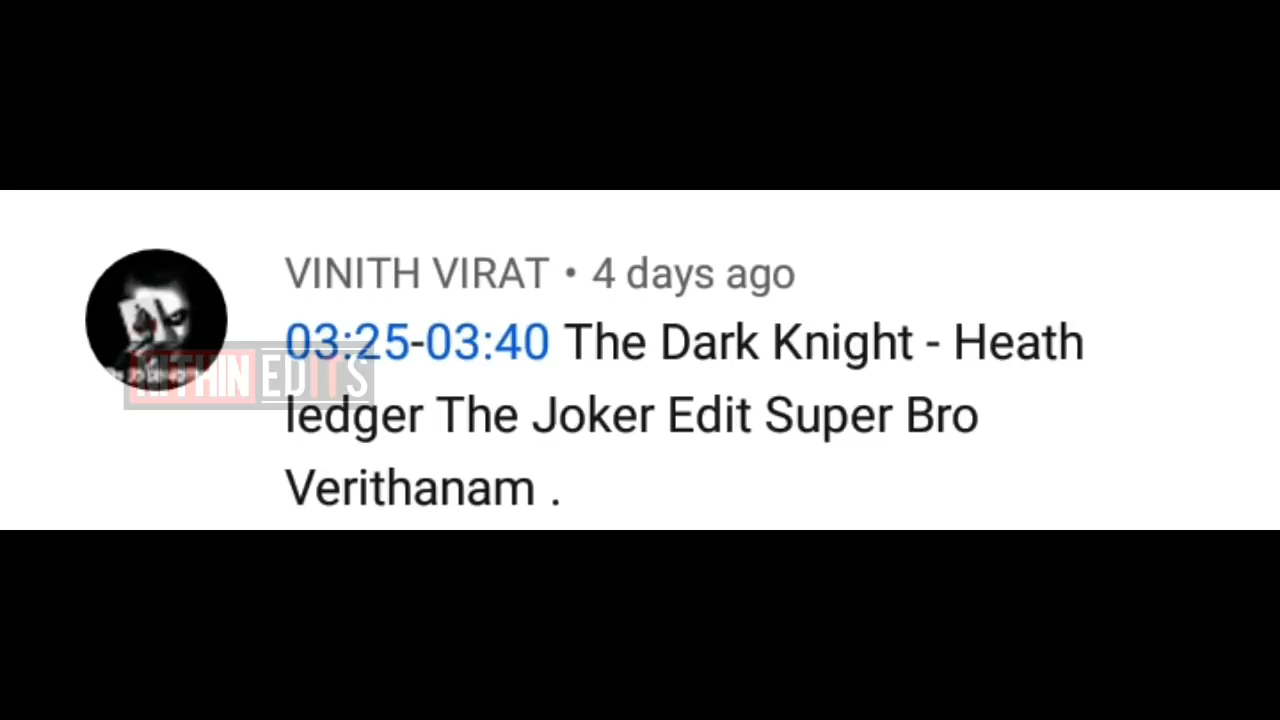 VINITH VIRAT • 4 days ago
03:25-03:40 The Dark Knight - Heath
ledger The Joker Edit Super Bro
Verithanam .
NITHIN EDITS